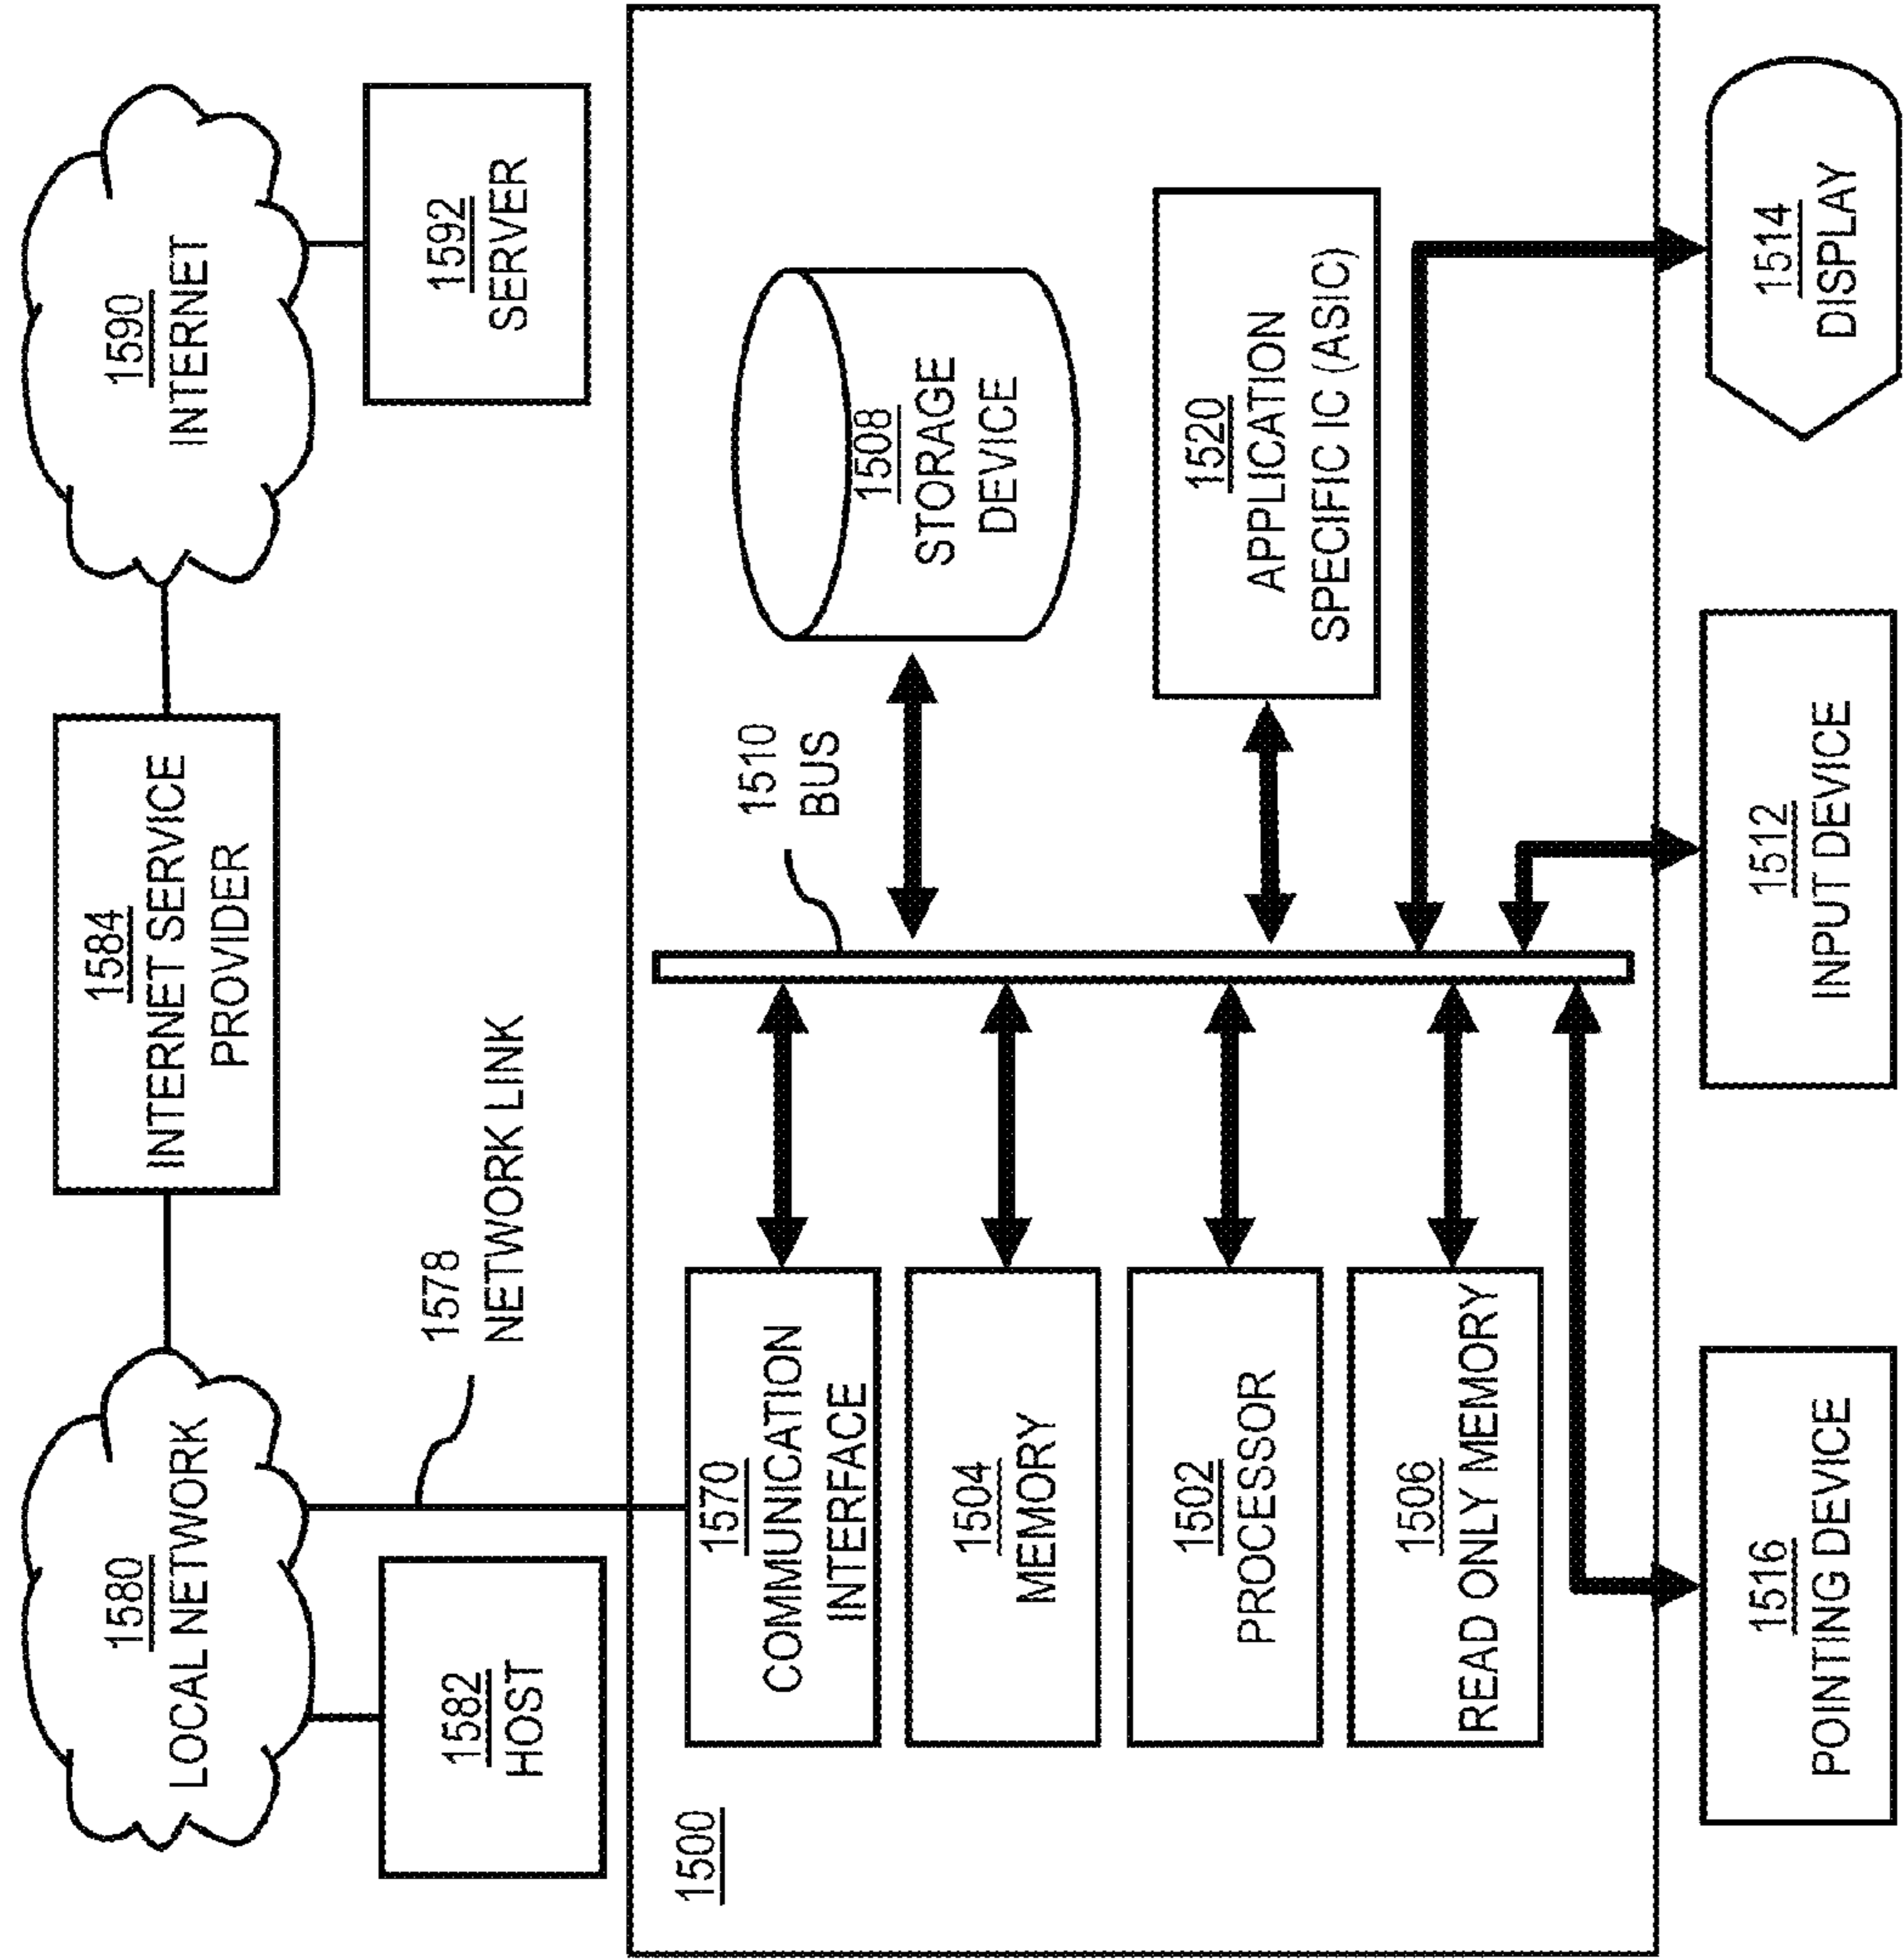 1580
LOCAL NETWORK
1584
INTERNET SERVICE
PROVIDER
1590
INTERNET
1582
HOST
1578
NETWORK LINK
1592
SERVER
1500
1570
COMMUNICATION
INTERFACE
1510
BUS
1508
STORAGE
DEVICE
1504
MEMORY
1502
PROCESSOR
1520
APPLICATION
SPECIFIC IC (ASIC)
1506
READ ONLY MEMORY
1516
POINTING DEVICE
1512
INPUT DEVICE
1514
DISPLAY